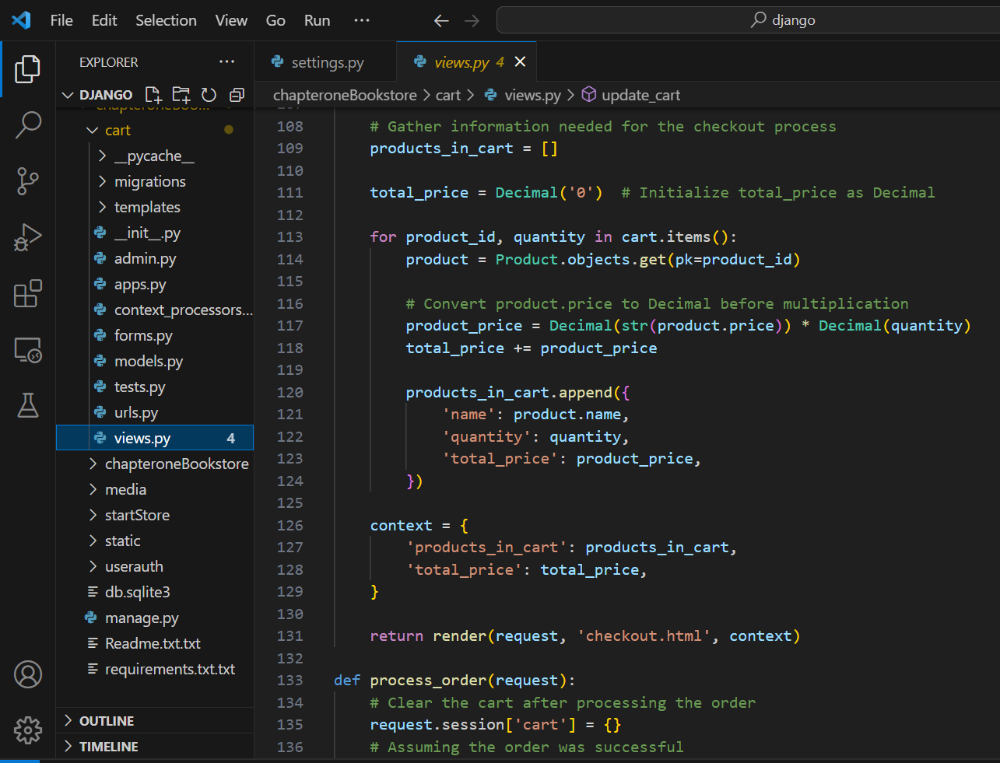 File Edit Selection View Go Run ··· django
EXPLORER ···
DJANGO
chapteroneBoo...
cart
__pycache__
migrations
templates
__init__.py
admin.py
apps.py
context_processors...
forms.py
models.py
tests.py
urls.py
views.py 4
chapteroneBookstore
media
startStore
static
userauth
db.sqlite3
manage.py
Readme.txt.txt
requirements.txt.txt
OUTLINE
TIMELINE
settings.py views.py 4
chapteroneBookstore > cart > views.py > update_cart
108 # Gather information needed for the checkout process
109 products_in_cart = []
110
111 total_price = Decimal('0')  # Initialize total_price as Decimal
112
113 for product_id, quantity in cart.items():
114 product = Product.objects.get(pk=product_id)
115
116 # Convert product.price to Decimal before multiplication
117 product_price = Decimal(str(product.price)) * Decimal(quantity)
118 total_price += product_price
119
120 products_in_cart.append({
121 'name': product.name,
122 'quantity': quantity,
123 'total_price': product_price,
124 })
125
126 context = {
127 'products_in_cart': products_in_cart,
128 'total_price': total_price,
129 }
130
131 return render(request, 'checkout.html', context)
132
133 def process_order(request):
134 # Clear the cart after processing the order
135 request.session['cart'] = {}
136 # Assuming the order was successful